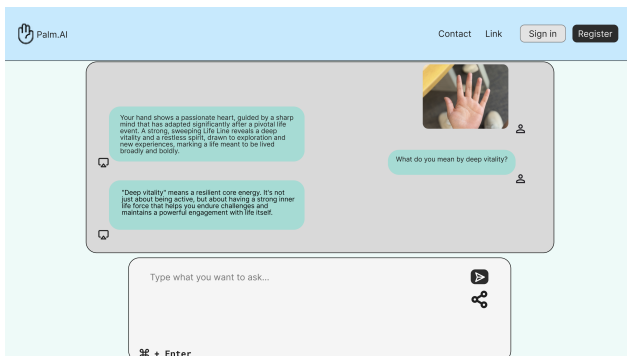 Palm.AI
Contact
Link
Sign in
Register
Your hand shows a passionate heart, guided by a sharp
mind that has adapted significantly after a pivotal life
event. A strong, sweeping Life Line reveals a deep
vitality and a restless spirit, drawn to exploration and
new experiences, marking a life meant to be lived
broadly and boldly.
What do you mean by deep vitality?
"Deep vitality" means a resilient core energy. It's not
just about being active, but about having a strong inner
life force that helps you endure challenges and
maintains a powerful engagement with life itself.
Type what you want to ask...
⌘ + Enter